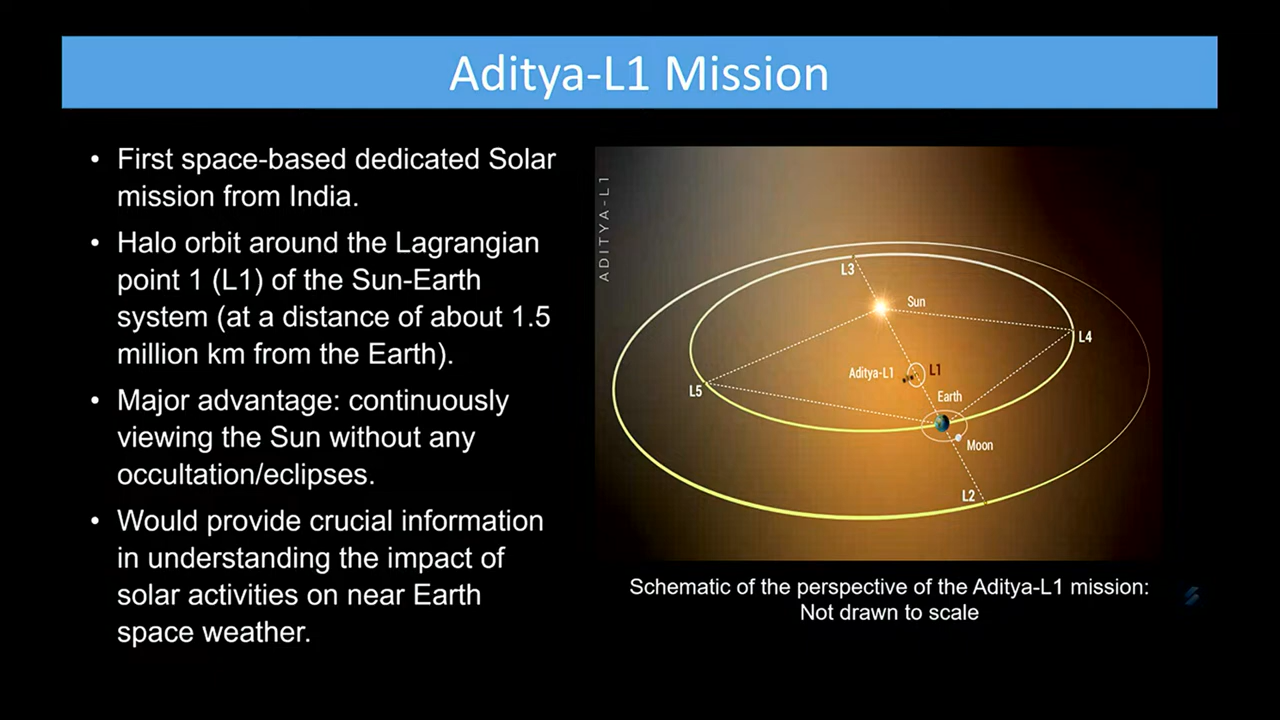 Aditya-L1 Mission
• First space-based dedicated Solar
mission from India.
• Halo orbit around the Lagrangian
point 1 (L1) of the Sun-Earth
system (at a distance of about 1.5
million km from the Earth).
• Major advantage: continuously
viewing the Sun without any
occultation/eclipses.
• Would provide crucial information
in understanding the impact of
solar activities on near Earth
space weather.
ADITYA-L1
L3
Sun
L4
Aditya-L1
L1
L5
Earth
Moon
L2
Schematic of the perspective of the Aditya-L1 mission:
Not drawn to scale